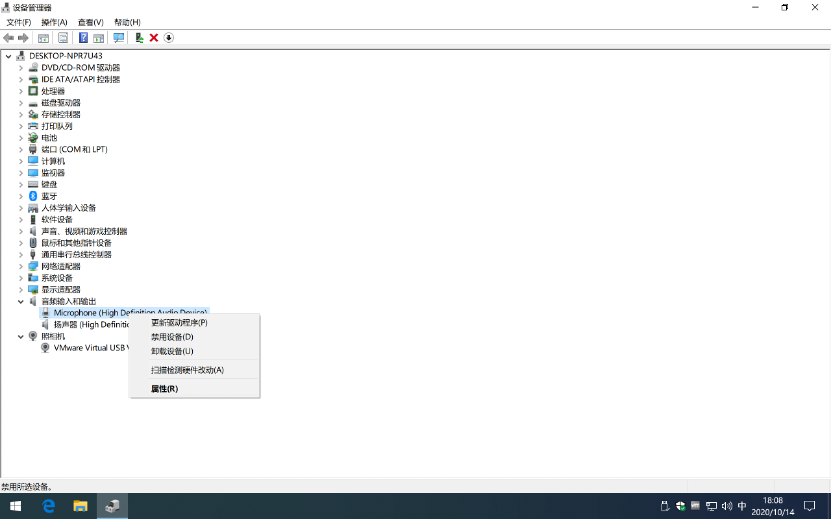 设备管理器
文件(F) 操作(A) 查看(V) 帮助(H)
DESKTOP-NPR7U43
DVD/CD-ROM 驱动器
IDE ATA/ATAPI 控制器
处理器
磁盘驱动器
存储控制器
打印队列
电池
端口 (COM 和 LPT)
计算机
监视器
键盘
蓝牙
人体学输入设备
软件设备
声音、视频和游戏控制器
鼠标和其他指针设备
通用串行总线控制器
网络适配器
系统设备
显示适配器
音频输入和输出
Microphone (High Definition Audio Device)
扬声器 (High Definitio
照相机
VMware Virtual USB V
更新驱动程序(P)
禁用设备(D)
卸载设备(U)
扫描检测硬件改动(A)
属性(R)
禁用所选设备。
中
18:08
2020/10/14